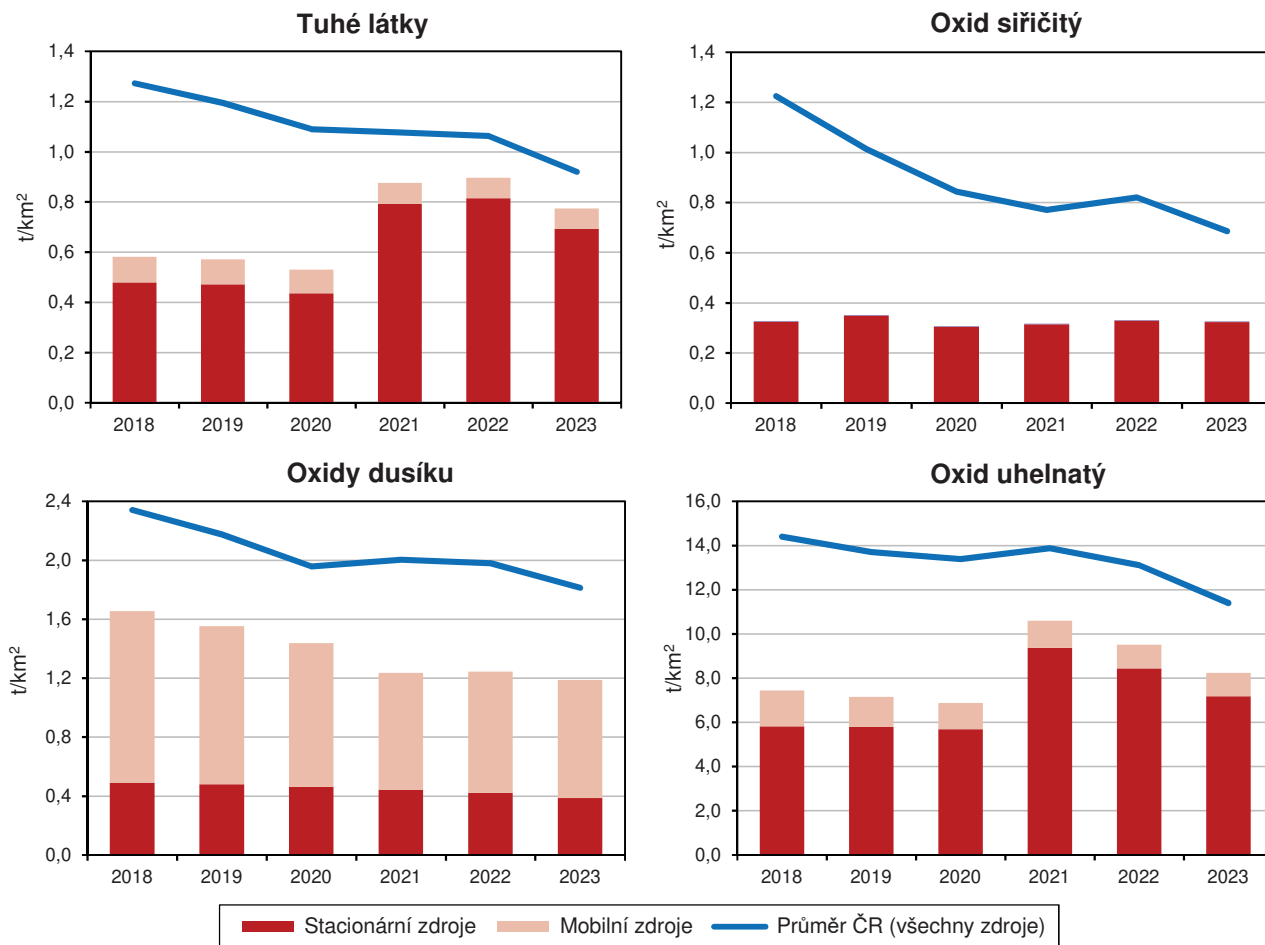 Tuhé látky
1,4
1,2
1,0
0,8
0,6
0,4
0,2
0,0
t/km²
2018 2019 2020 2021 2022 2023
Oxid siřičitý
1,4
1,2
1,0
0,8
0,6
0,4
0,2
0,0
t/km²
2018 2019 2020 2021 2022 2023
Oxidy dusíku
2,4
2,0
1,6
1,2
0,8
0,4
0,0
t/km²
2018 2019 2020 2021 2022 2023
Oxid uhelnatý
16,0
14,0
12,0
10,0
8,0
6,0
4,0
2,0
0,0
t/km²
2018 2019 2020 2021 2022 2023
Stacionární zdroje Mobilní zdroje Průměr ČR (všechny zdroje)